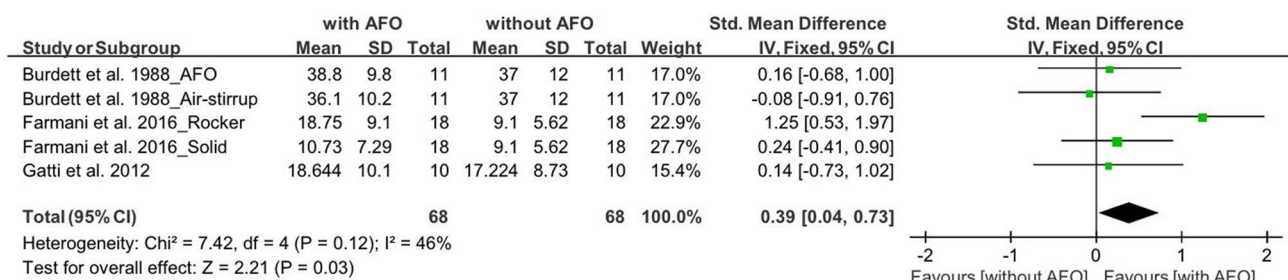 with AFO without AFO Std. Mean Difference Std. Mean Difference
Study or Subgroup Mean SD Total Mean SD Total Weight IV, Fixed, 95% CI IV, Fixed, 95% CI
Burdett et al. 1988_AFO 38.8 9.8 11 37 12 11 17.0% 0.16 [-0.68, 1.00]
Burdett et al. 1988_Air-stirrup 36.1 10.2 11 37 12 11 17.0% -0.08 [-0.91, 0.76]
Farmani et al. 2016_Rocker 18.75 9.1 18 9.1 5.62 18 22.9% 1.25 [0.53, 1.97]
Farmani et al. 2016_Solid 10.73 7.29 18 9.1 5.62 18 27.7% 0.24 [-0.41, 0.90]
Gatti et al. 2012 18.644 10.1 10 17.224 8.73 10 15.4% 0.14 [-0.73, 1.02]
Total (95% CI) 68 68 100.0% 0.39 [0.04, 0.73]
Heterogeneity: Chi² = 7.42, df = 4 (P = 0.12); I² = 46%
Test for overall effect: Z = 2.21 (P = 0.03)
-2 -1 0 1 2
Favours [without AFO] Favours [with AFO]